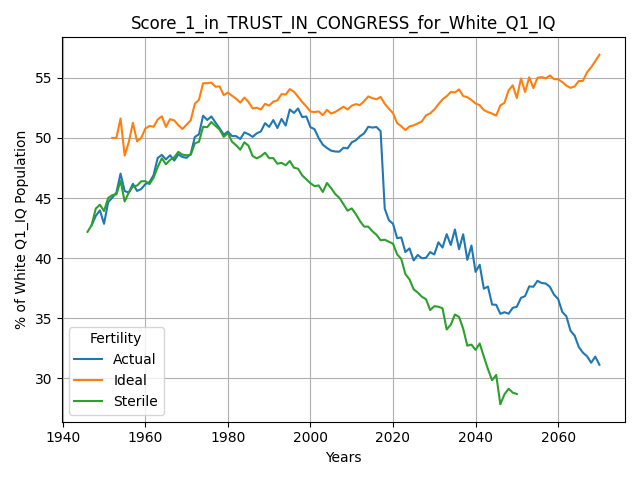 Score_1_in_TRUST_IN_CONGRESS_for_White_Q1_IQ
% of White Q1_IQ Population
55
50
45
40
35
30
Fertility
Actual
Ideal
Sterile
1940 1960 1980 2000 2020 2040 2060
Years